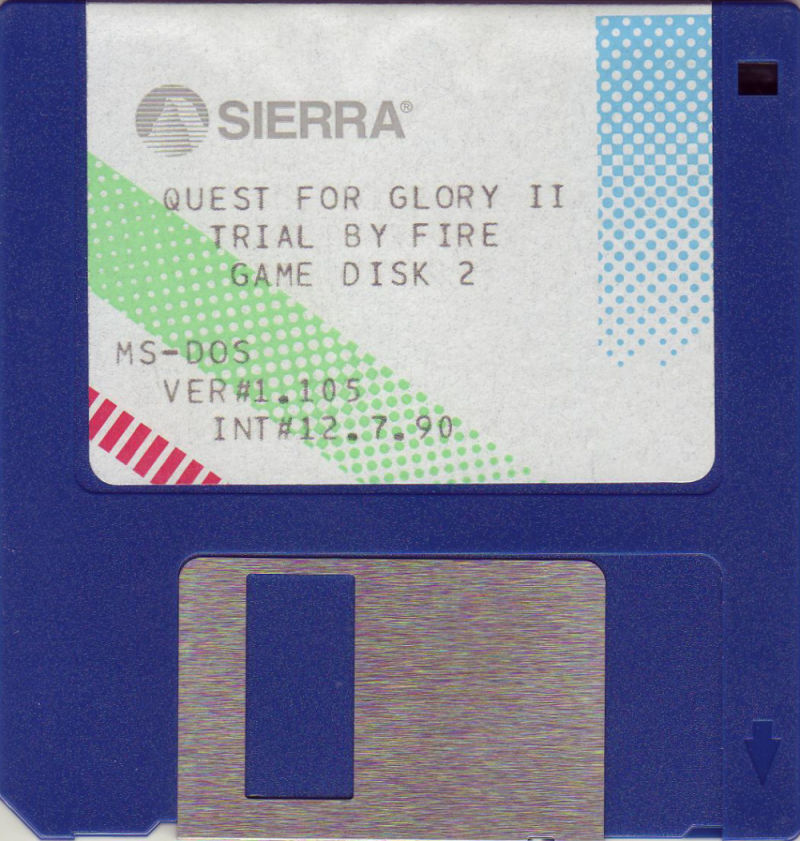 SIERRA®
QUEST FOR GLORY II
TRIAL BY FIRE
GAME DISK 2
MS-DOS
VER#1.105
INT#12.7.90